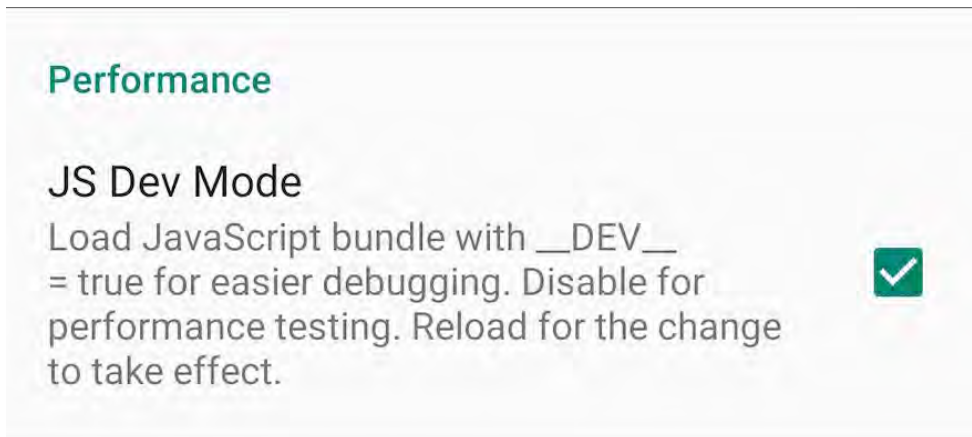 Performance
JS Dev Mode
Load JavaScript bundle with __DEV__
= true for easier debugging. Disable for
performance testing. Reload for the change
to take effect.